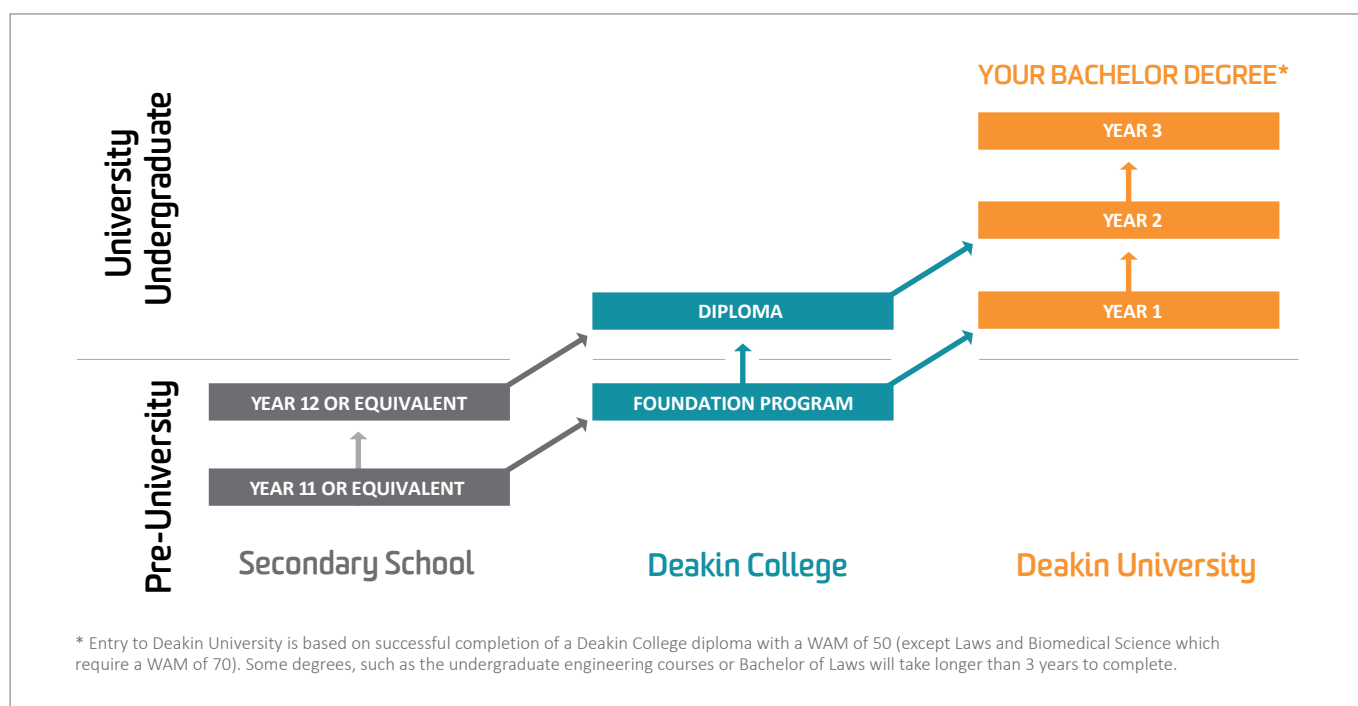 University
Undergraduate
YOUR BACHELOR DEGREE*
YEAR 3
YEAR 2
DIPLOMA
YEAR 1
Pre-University
YEAR 12 OR EQUIVALENT
FOUNDATION PROGRAM
YEAR 11 OR EQUIVALENT
Secondary School
Deakin College
Deakin University
* Entry to Deakin University is based on successful completion of a Deakin College diploma with a WAM of 50 (except Laws and Biomedical Science which
require a WAM of 70). Some degrees, such as the undergraduate engineering courses or Bachelor of Laws will take longer than 3 years to complete.